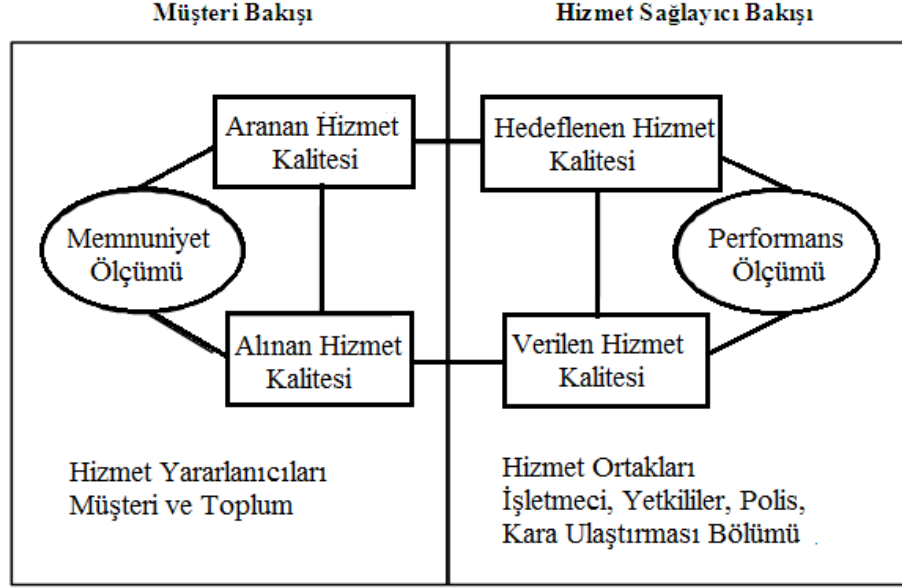 Müşteri Bakışı
Hizmet Sağlayıcı Bakışı
Aranan Hizmet
Kalitesi
Hedeflenen Hizmet
Kalitesi
Memnuniyet
Ölçümü
Performans
Ölçümü
Alınan Hizmet
Kalitesi
Verilen Hizmet
Kalitesi
Hizmet Yararlanıcıları
Müşteri ve Toplum
Hizmet Ortakları
İşletmeci, Yetkililer, Polis,
Kara Ulaştırması Bölümü